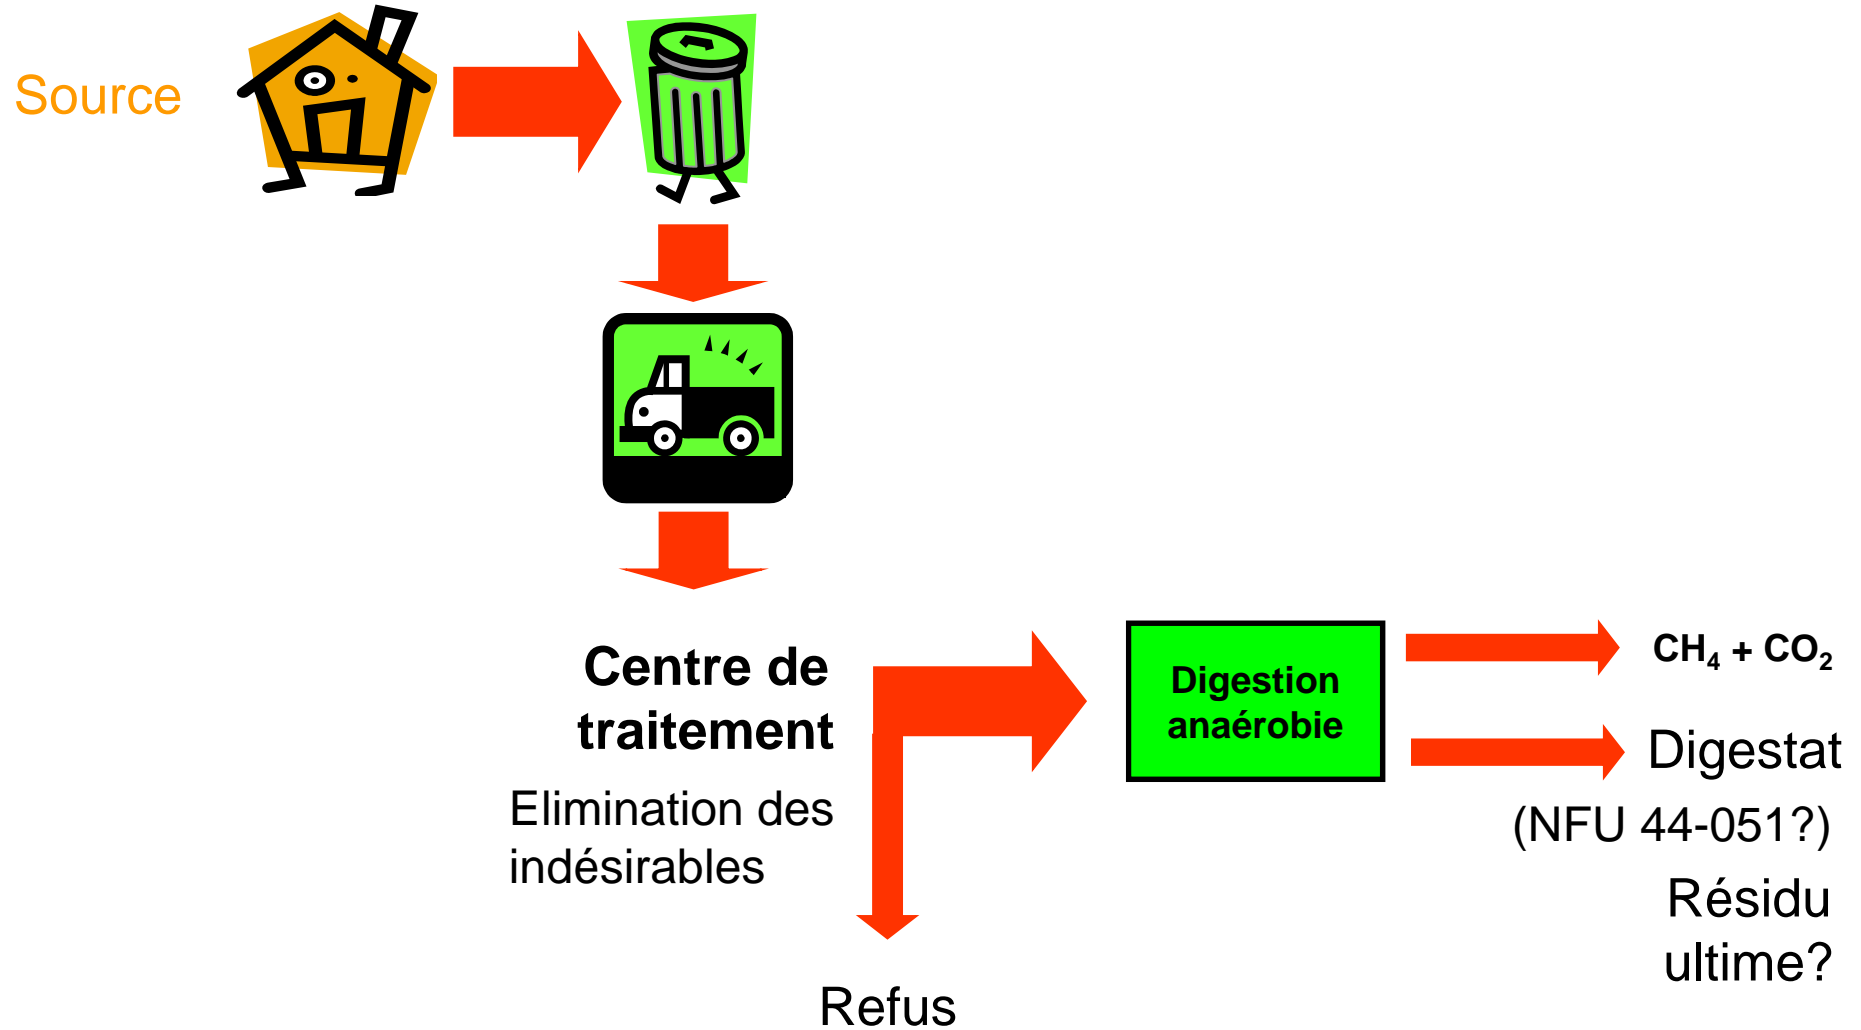 Source
Centre de
traitement
Elimination des
indésirables
Refus
Digestion
anaérobie
CH₄ + CO₂
Digestat
(NFU 44-051?)
Résidu
ultime?